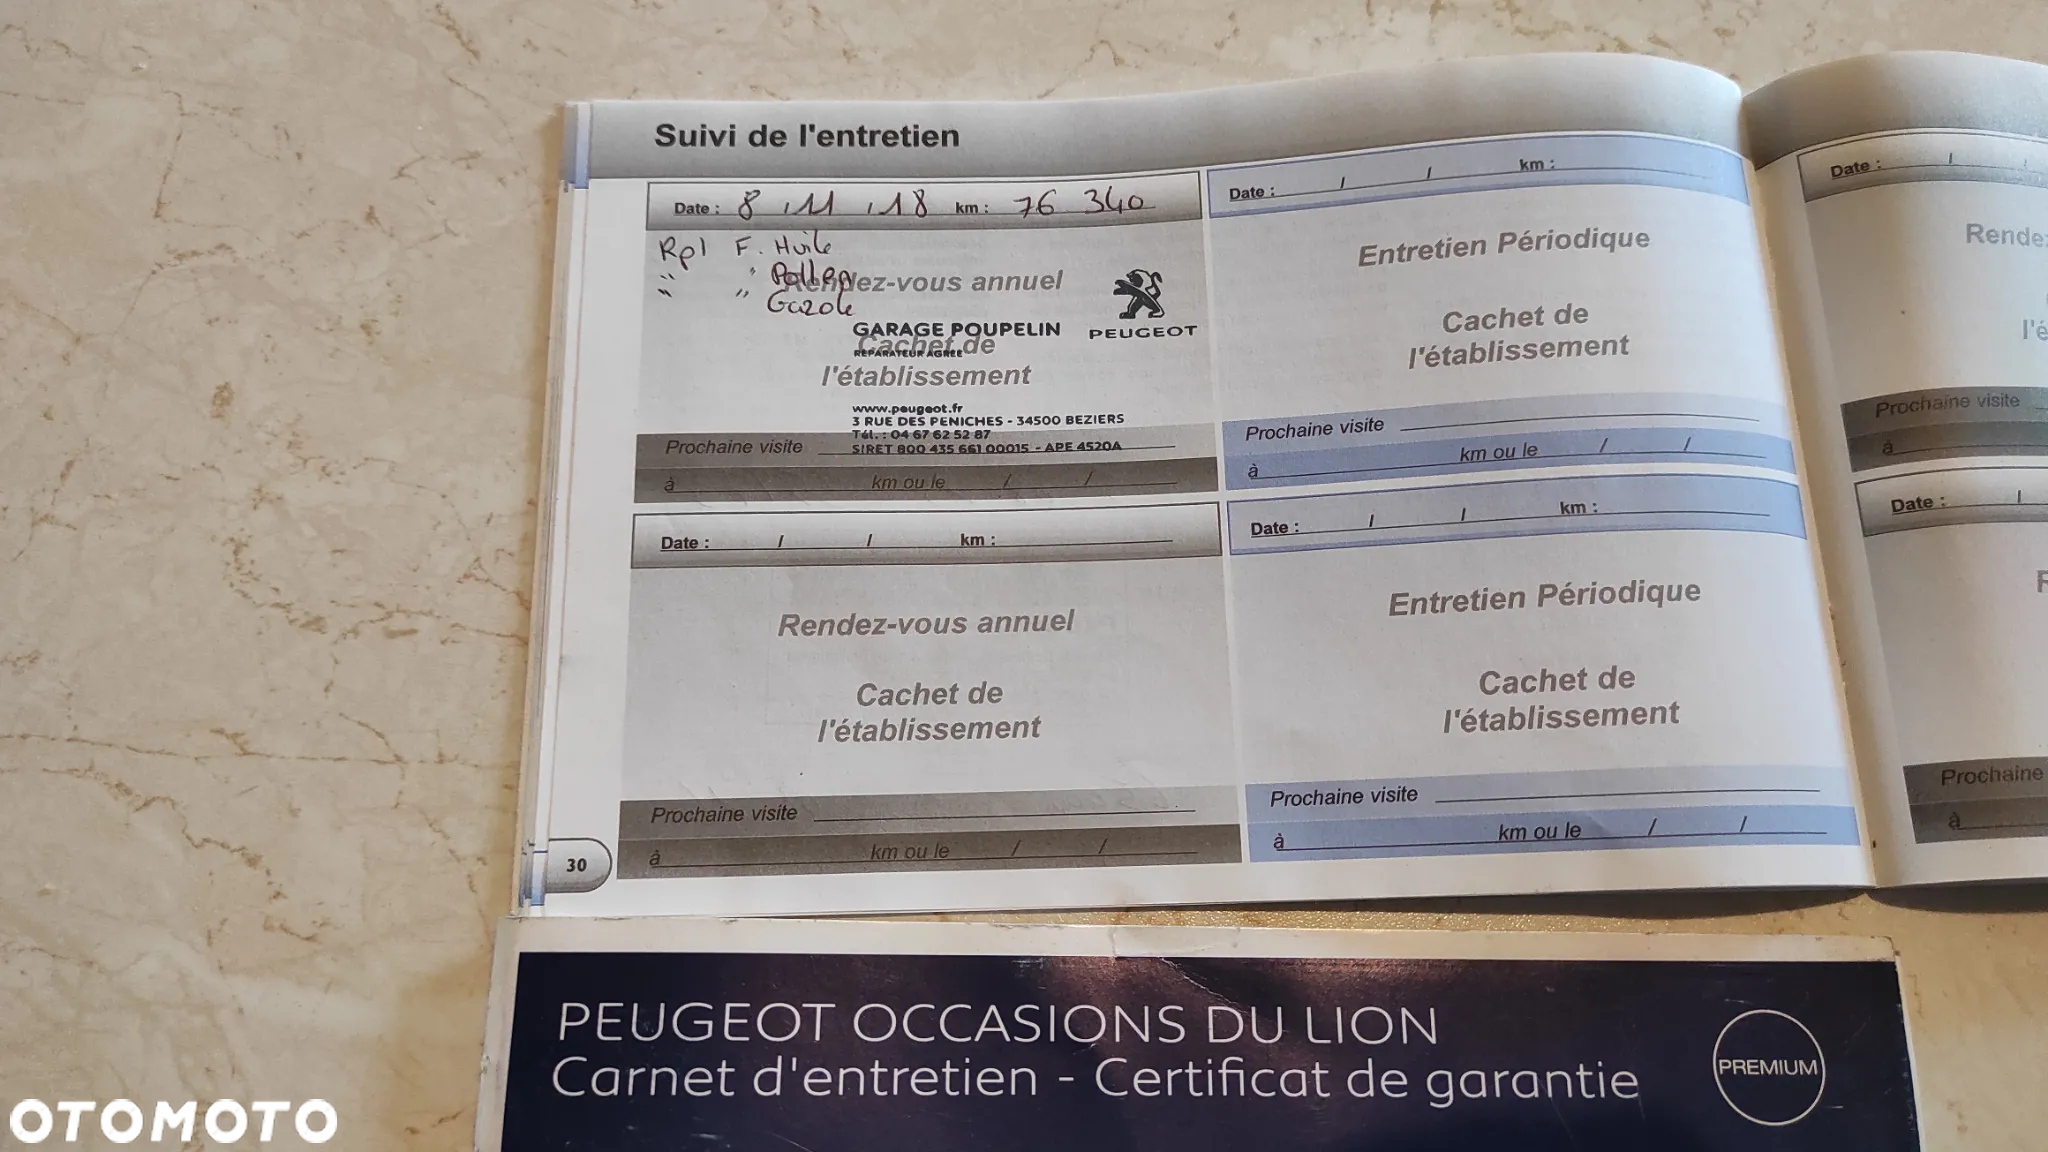 Suivi de l'entretien
Date : 8 / 11 / 18 km : 76 340
Rpl F. Huile
" " Pollen
" " Gazole
Rendez-vous annuel
PEUGEOT
GARAGE POUPELIN
REPARATEUR AGREE
Cachet de
l'établissement
www.peugeot.fr
3 RUE DES PENICHES - 34500 BEZIERS
Tél. : 04 67 62 52 87
SIRET 800 435 661 00015 - APE 4520A
Prochaine visite
à km ou le / /
Date : / / km :
Entretien Périodique
Cachet de
l'établissement
Prochaine visite
à km ou le / /
Date : / / km :
Rendez-vous annuel
Cachet de
l'établissement
Prochaine visite
à km ou le / /
Date : / / km :
Entretien Périodique
Cachet de
l'établissement
Prochaine visite
à km ou le / /
30
Date : / /
Prochaine visite
à
Date : /
Prochaine
à
PEUGEOT OCCASIONS DU LION
Carnet d'entretien - Certificat de garantie
PREMIUM
OTOMOTO